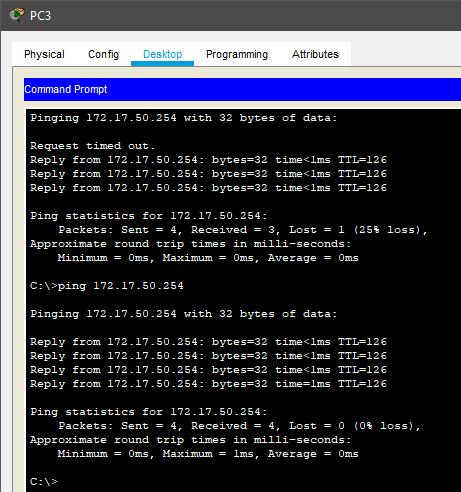 PC3
Physical Config Desktop Programming Attributes
Command Prompt
Pinging 172.17.50.254 with 32 bytes of data:
Request timed out.
Reply from 172.17.50.254: bytes=32 time<1ms TTL=126
Reply from 172.17.50.254: bytes=32 time<1ms TTL=126
Reply from 172.17.50.254: bytes=32 time<1ms TTL=126
Ping statistics for 172.17.50.254:
Packets: Sent = 4, Received = 3, Lost = 1 (25% loss),
Approximate round trip times in milli-seconds:
Minimum = 0ms, Maximum = 0ms, Average = 0ms
C:\>ping 172.17.50.254
Pinging 172.17.50.254 with 32 bytes of data:
Reply from 172.17.50.254: bytes=32 time<1ms TTL=126
Reply from 172.17.50.254: bytes=32 time<1ms TTL=126
Reply from 172.17.50.254: bytes=32 time<1ms TTL=126
Reply from 172.17.50.254: bytes=32 time=1ms TTL=126
Ping statistics for 172.17.50.254:
Packets: Sent = 4, Received = 4, Lost = 0 (0% loss),
Approximate round trip times in milli-seconds:
Minimum = 0ms, Maximum = 1ms, Average = 0ms
C:\>